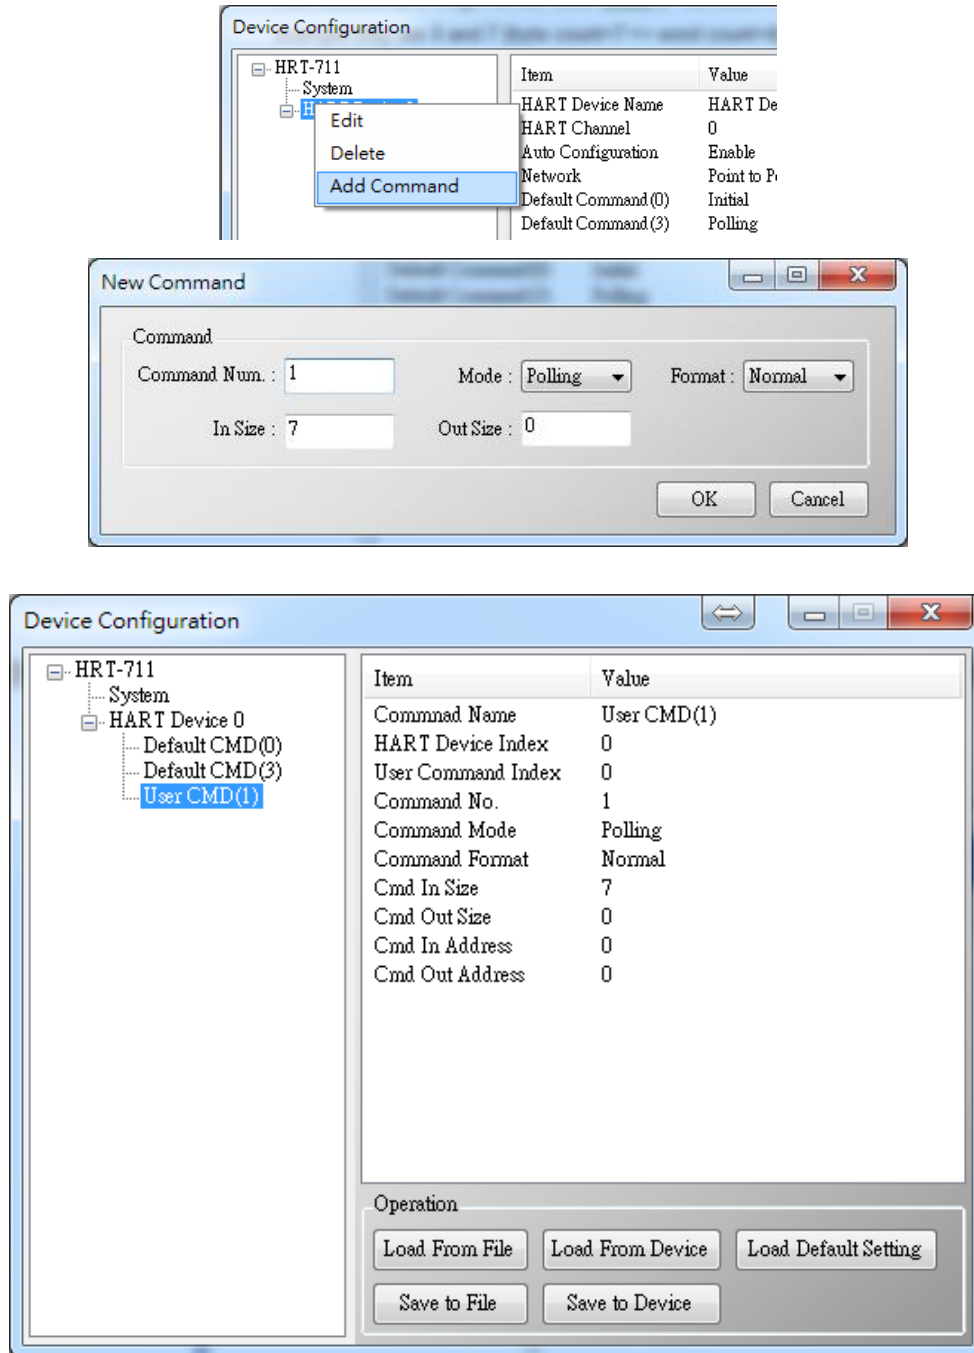 Device Configuration
HRT-711
System
Edit
Delete
Add Command
Item Value
HART Device Name HART De
HART Channel 0
Auto Configuration Enable
Network Point to P
Default Command(0) Initial
Default Command(3) Polling
New Command
Command
Command Num. : 1 Mode : Polling Format : Normal
In Size : 7 Out Size : 0
OK Cancel
Device Configuration
HRT-711
System
HART Device 0
Default CMD(0)
Default CMD(3)
User CMD(1)
Item Value
Commnad Name User CMD(1)
HART Device Index 0
User Command Index 0
Command No. 1
Command Mode Polling
Command Format Normal
Cmd In Size 7
Cmd Out Size 0
Cmd In Address 0
Cmd Out Address 0
Operation
Load From File Load From Device Load Default Setting
Save to File Save to Device